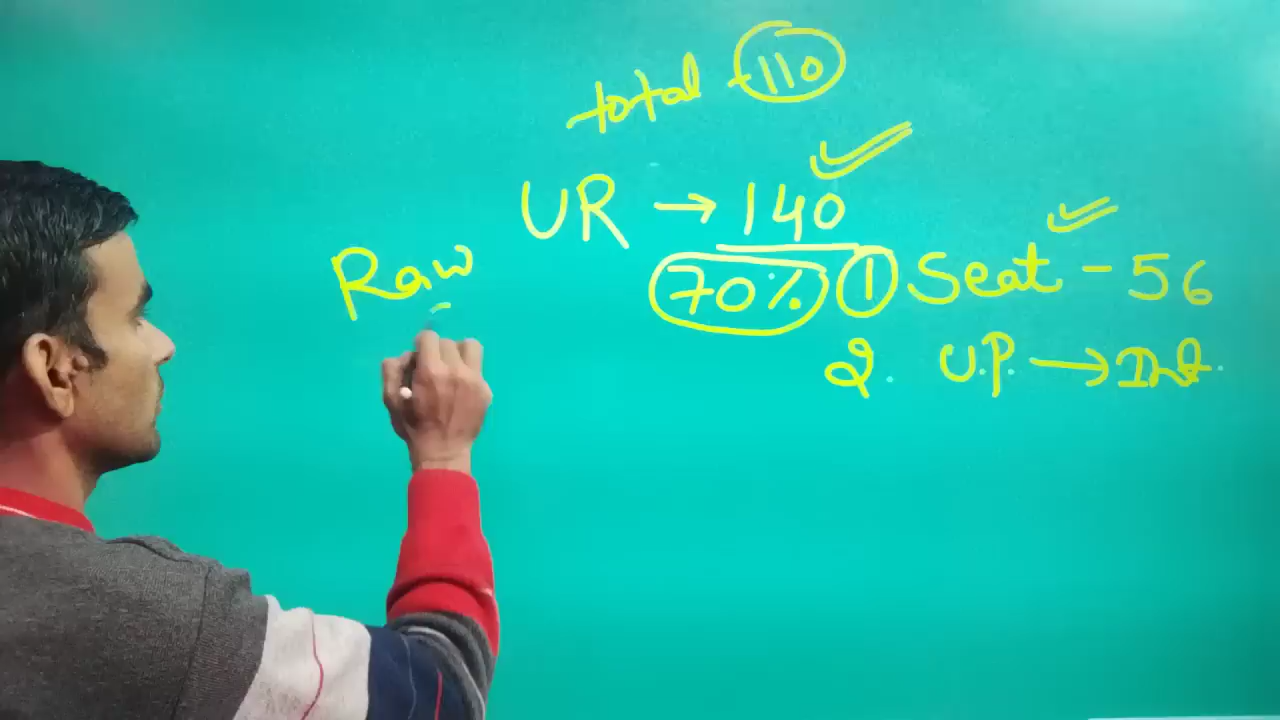 total - 110
UR → 140
Raw
70% 1 Seat - 56
2. U.P. →